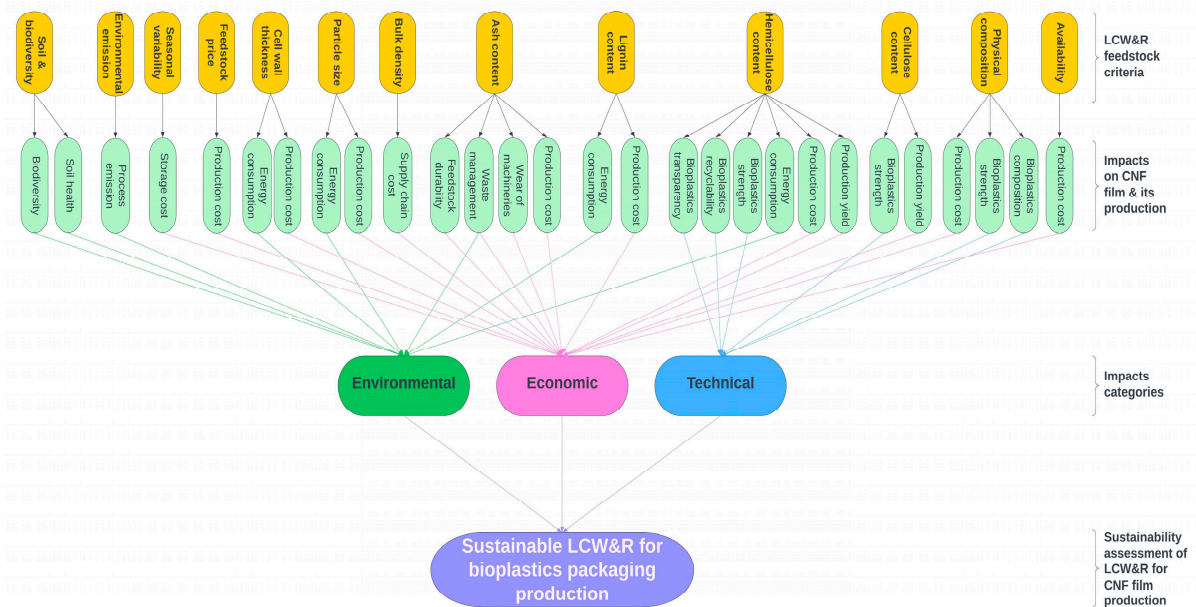 Soil &
biodiversity
Environmental
emission
Seasonal
variability
Feedstock
price
Cell wall
thickness
Particle size
Bulk density
Ash content
Lignin
content
Hemicellulose
content
Cellulose
content
Physical
composition
Availability
LCW&R
feedstock
criteria
Biodiversity
Soil health
Process
emission
Storage cost
Production cost
Energy
consumption
Production cost
Energy
consumption
Production cost
Supply chain
cost
Feedstock
durability
Waste
management
Wear of
machineries
Production cost
Energy
consumption
Production cost
Bioplastics
transparency
Bioplastics
recyclability
Bioplastics
strength
Energy
consumption
Production cost
Production yield
Bioplastics
strength
Production yield
Production cost
Bioplastics
strength
Bioplastics
composition
Production cost
Impacts
on CNF
film & its
production
Environmental
Economic
Technical
Impacts
categories
Sustainable LCW&R for
bioplastics packaging
production
Sustainability
assessment of
LCW&R for
CNF film
production